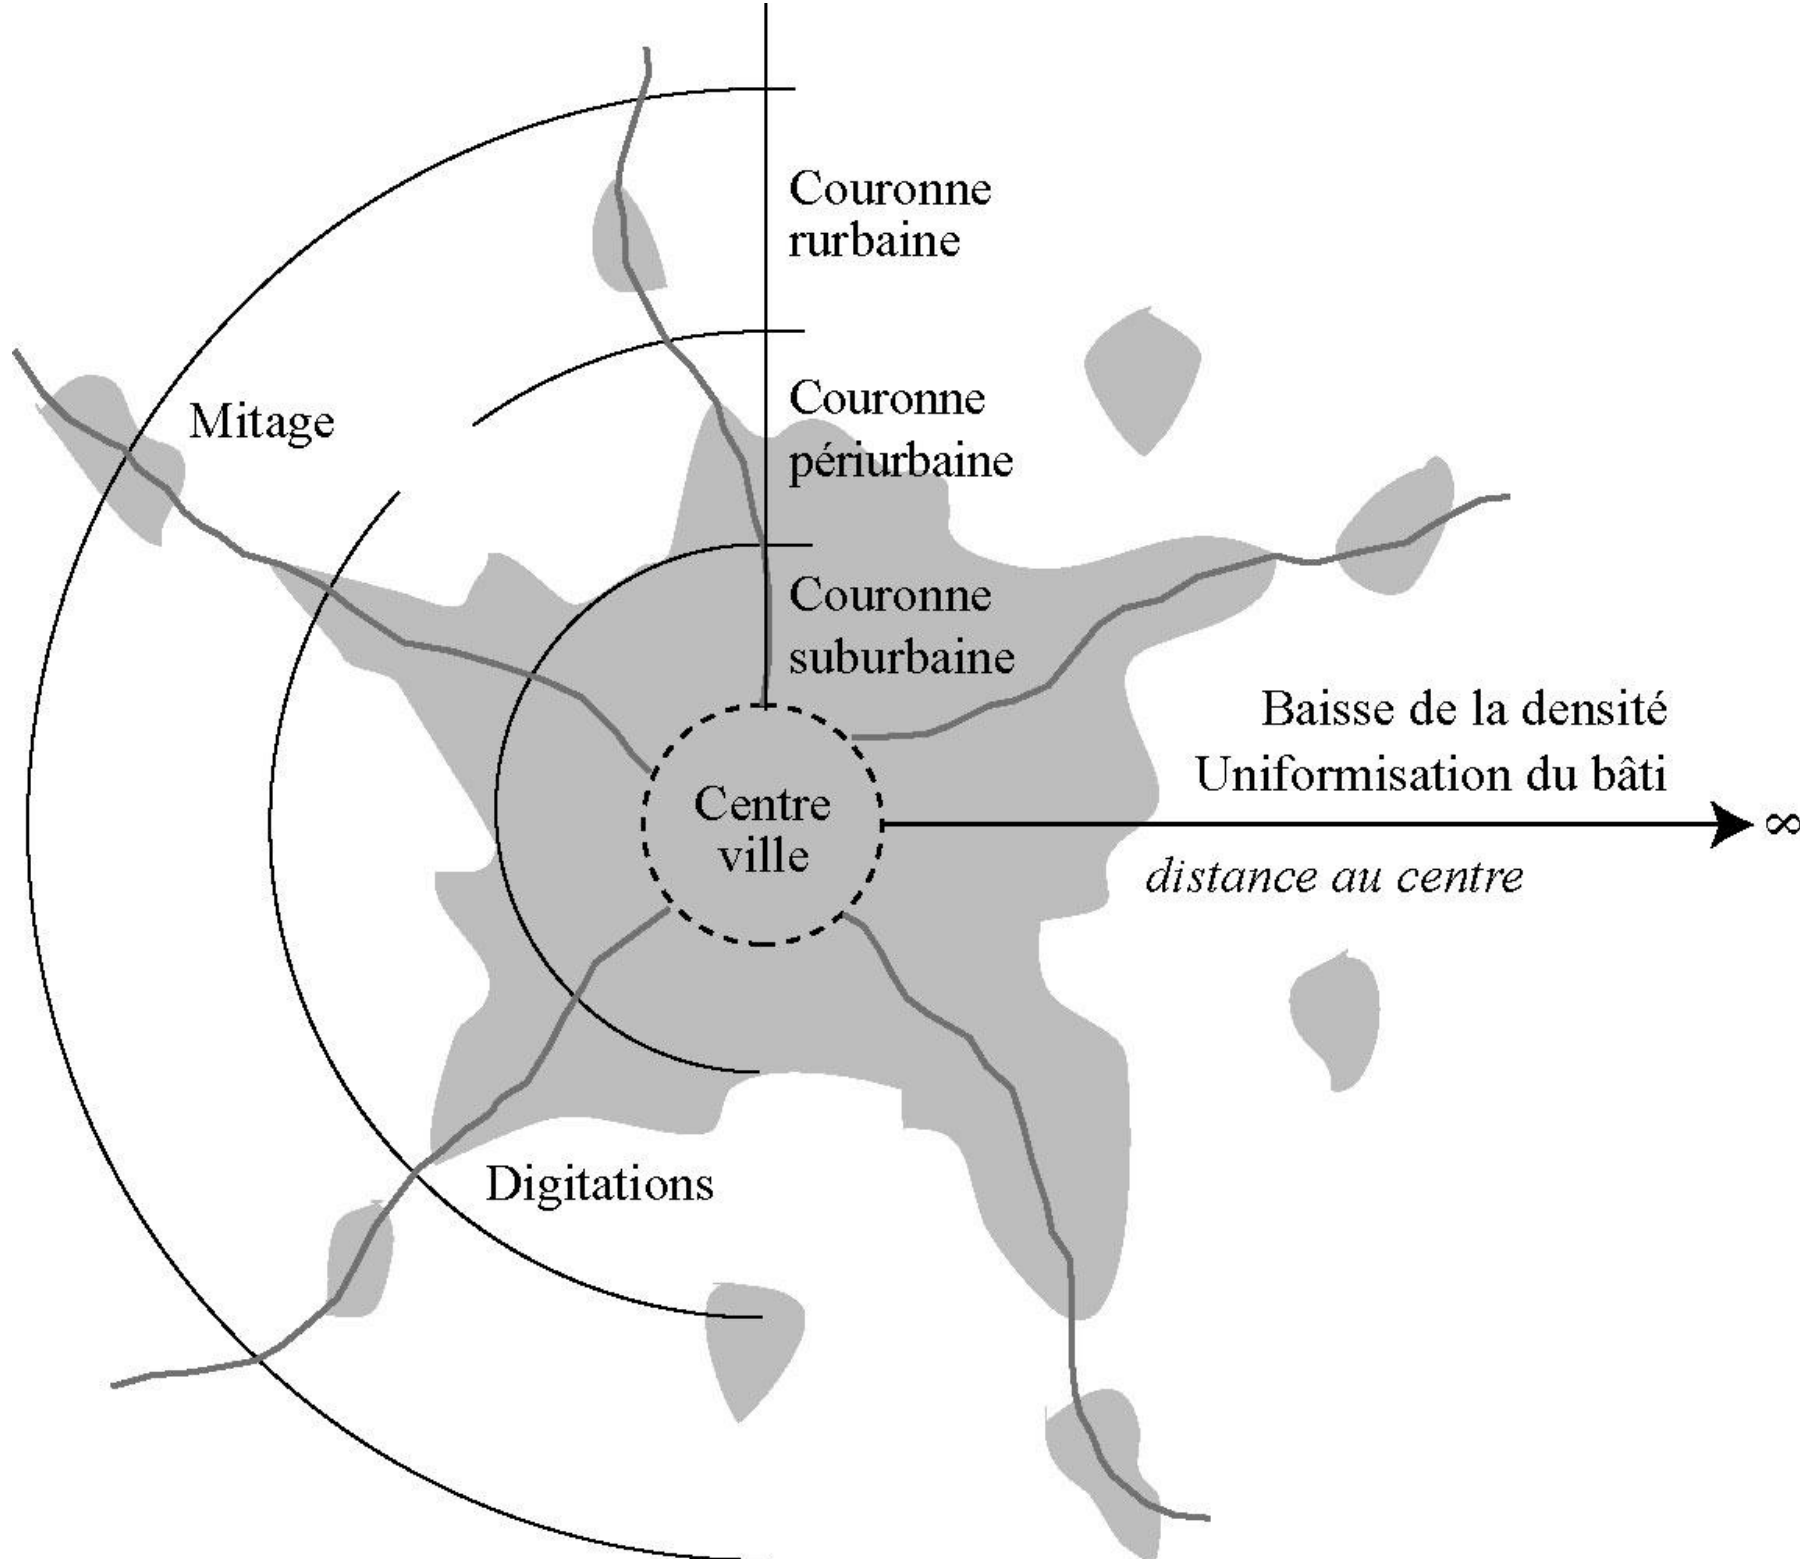 Couronne
rurbaine
Couronne
périurbaine
Mitage
Couronne
suburbaine
Baisse de la densité
Uniformisation du bâti
Centre
ville
∞
distance au centre
Digitations